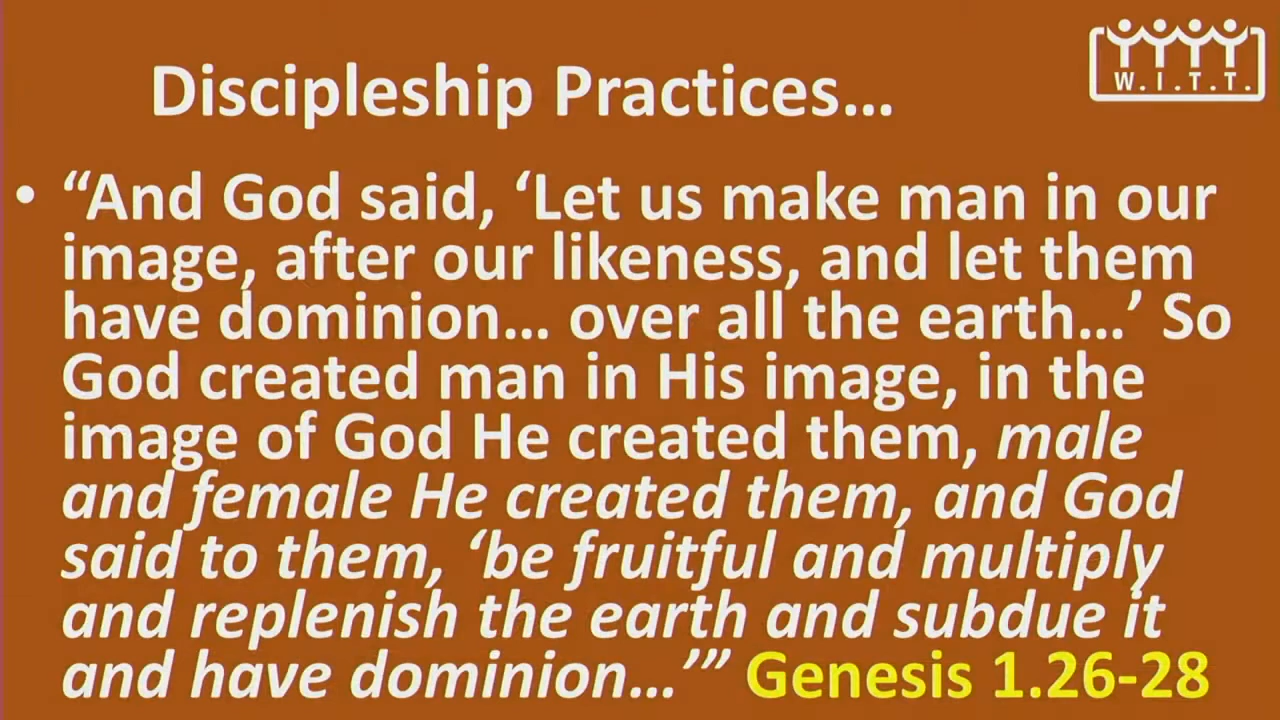 W.I.T.T.
Discipleship Practices...
• “And God said, ‘Let us make man in our
image, after our likeness, and let them
have dominion... over all the earth...’ So
God created man in His image, in the
image of God He created them, male
and female He created them, and God
said to them, ‘be fruitful and multiply
and replenish the earth and subdue it
and have dominion...’” Genesis 1.26-28